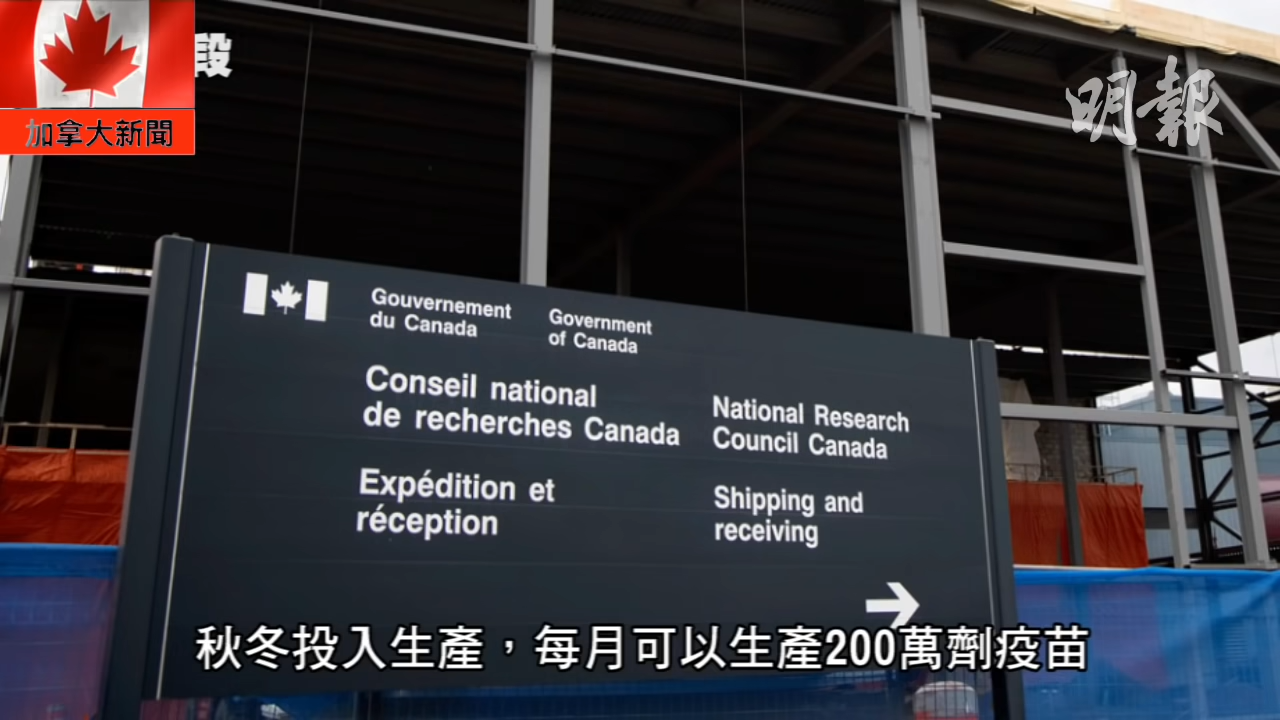 段
加拿大新聞
明報
Gouvernement
du Canada
Government
of Canada
Conseil national
de recherches Canada
National Research
Council Canada
Expédition et
réception
Shipping and
receiving
秋冬投入生產，每月可以生產200萬劑疫苗